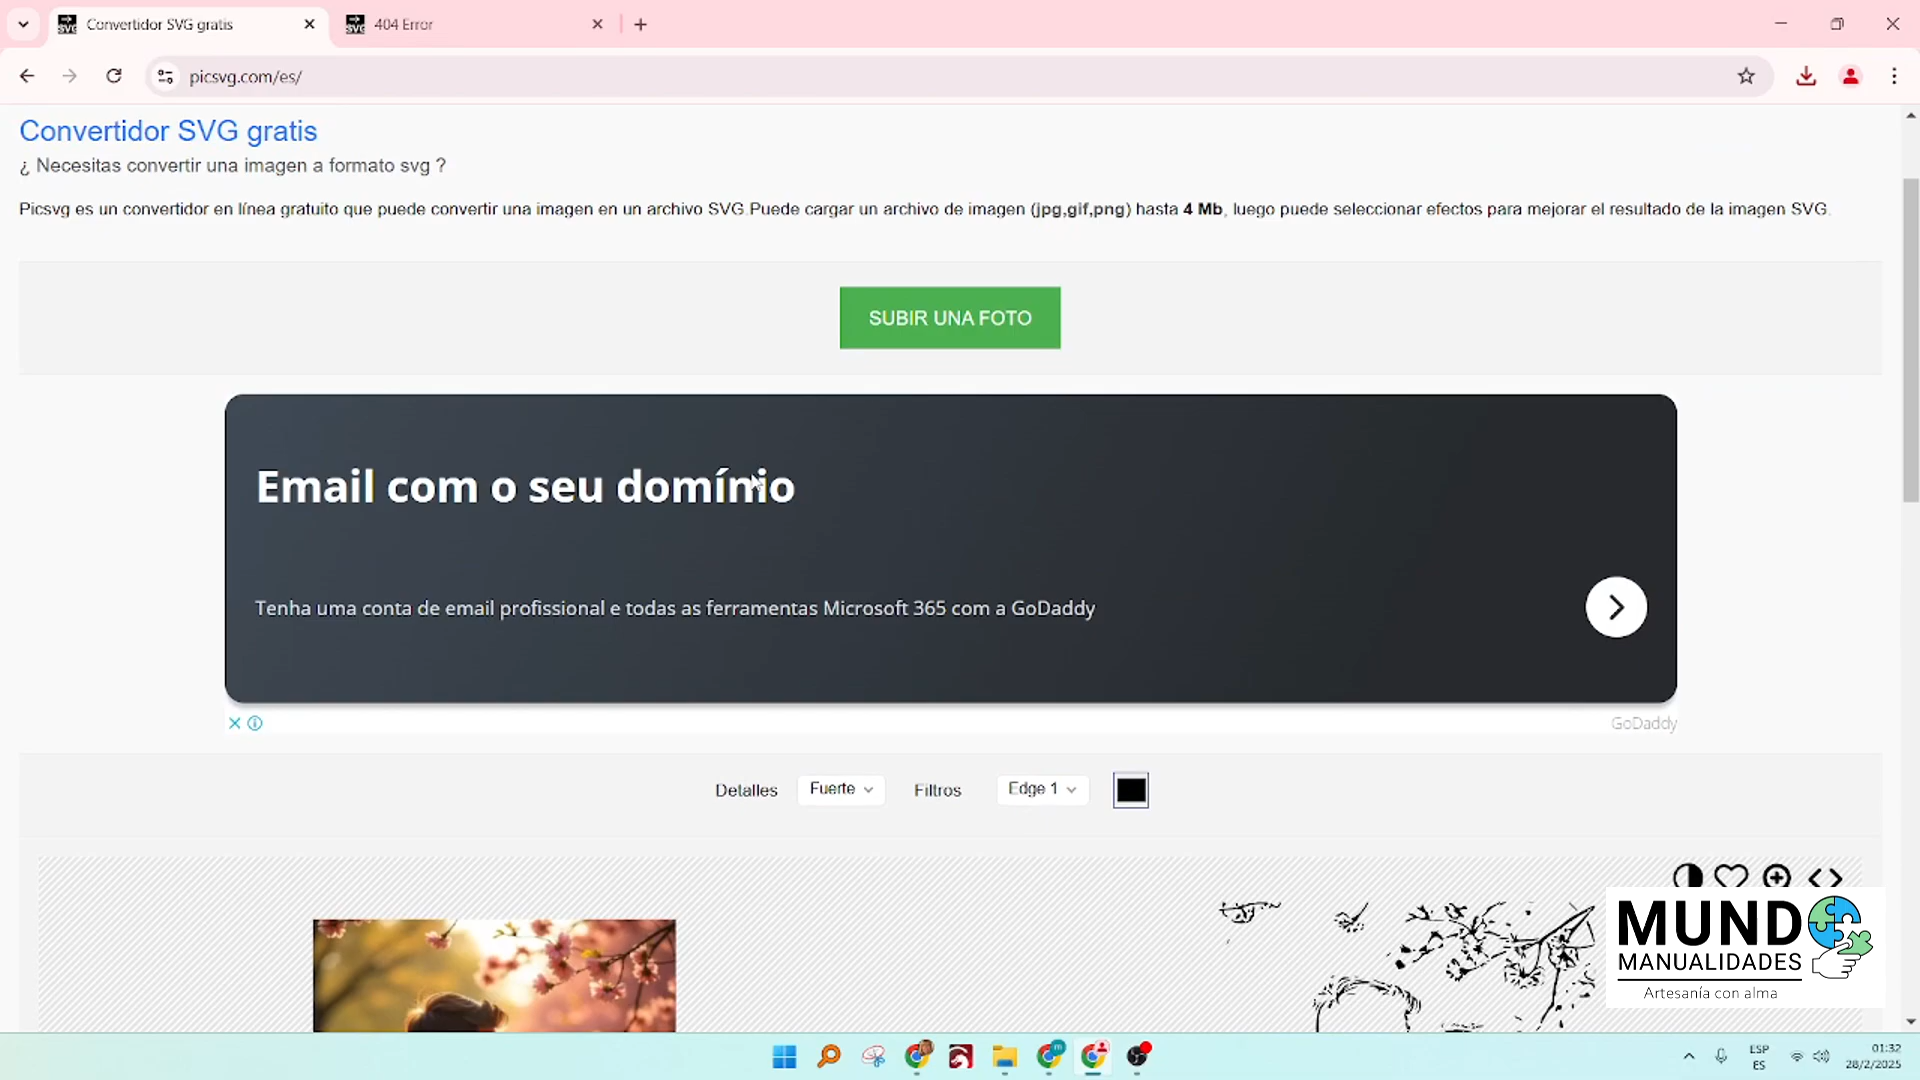 Convertidor SVG gratis
404 Error
picsvg.com/es/
Convertidor SVG gratis
¿ Necesitas convertir una imagen a formato svg ?
Picsvg es un convertidor en línea gratuito que puede convertir una imagen en un archivo SVG.Puede cargar un archivo de imagen (jpg,gif,png) hasta 4 Mb, luego puede seleccionar efectos para mejorar el resultado de la imagen SVG.
SUBIR UNA FOTO
Email com o seu domínio
Tenha uma conta de email profissional e todas as ferramentas Microsoft 365 com a GoDaddy
GoDaddy
Detalles Fuerte Filtros Edge 1
MUNDO
MANUALIDADES
Artesanía con alma
ESP
ES
01:32
28/2/2025